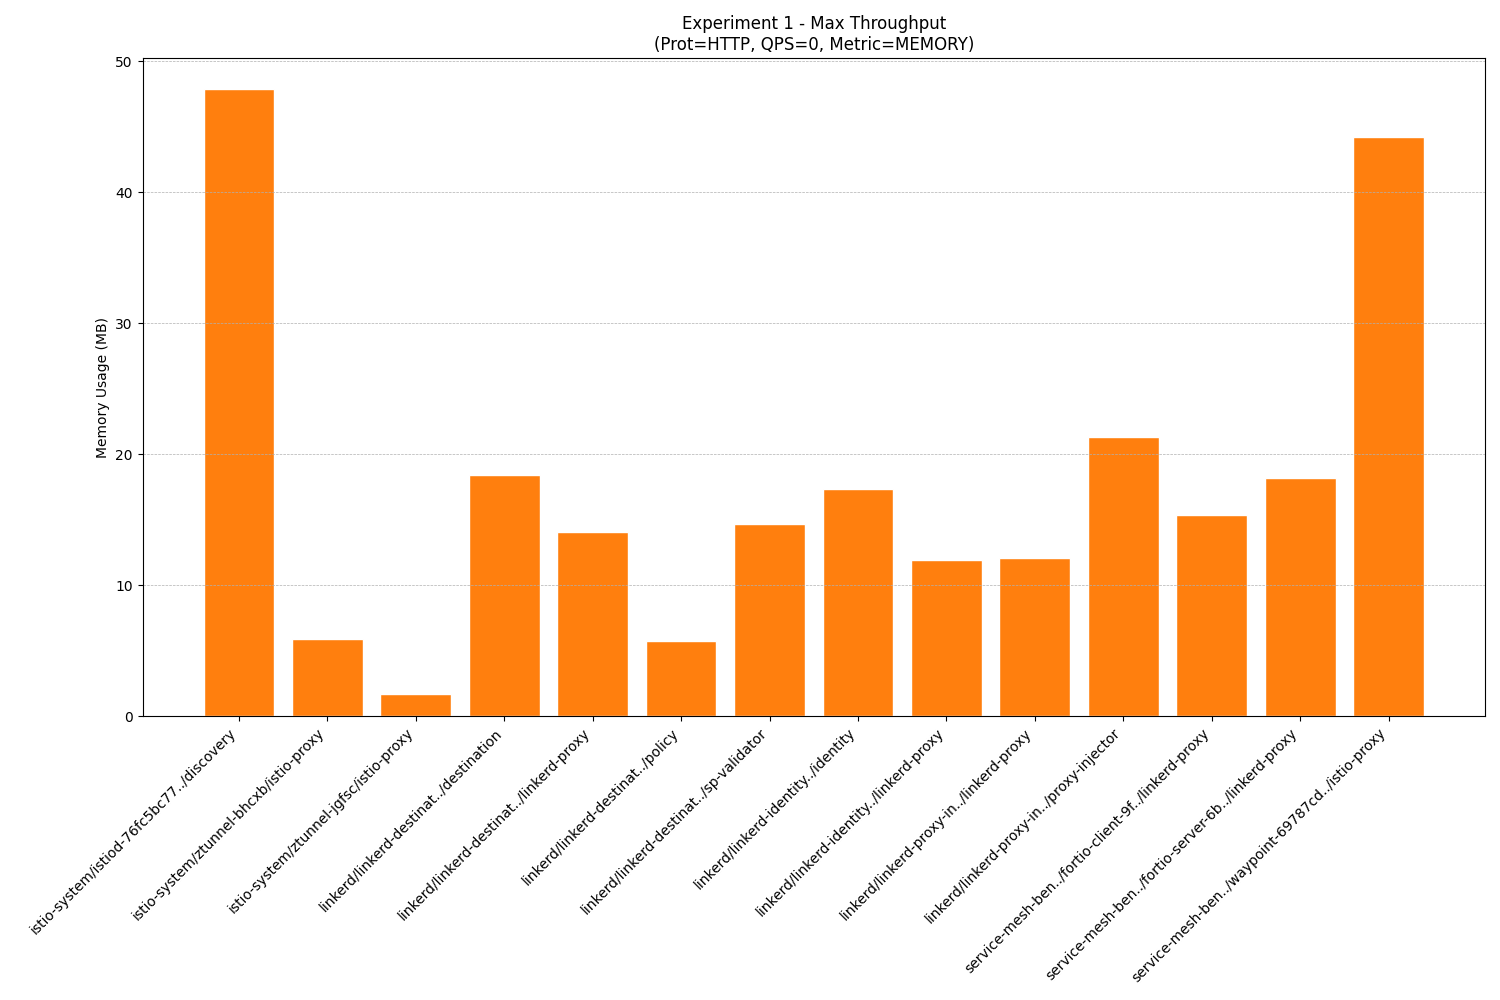 Experiment 1 - Max Throughput
(Prot=HTTP, QPS=0, Metric=MEMORY)
Memory Usage (MB)
50
40
30
20
10
0
istio-system/istiod-76fc5bc77../discovery
istio-system/ztunnel-bhcxb/istio-proxy
istio-system/ztunnel-jgfsc/istio-proxy
linkerd/linkerd-destinat../destination
linkerd/linkerd-destinat../linkerd-proxy
linkerd/linkerd-destinat../policy
linkerd/linkerd-destinat../sp-validator
linkerd/linkerd-identity../identity
linkerd/linkerd-identity../linkerd-proxy
linkerd/linkerd-proxy-in../linkerd-proxy
linkerd/linkerd-proxy-in../proxy-injector
service-mesh-ben../fortio-client-9f../linkerd-proxy
service-mesh-ben../fortio-server-6b../linkerd-proxy
service-mesh-ben../waypoint-69787cd../istio-proxy